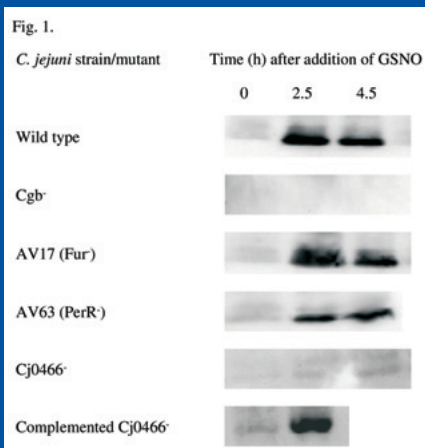 Fig. 1.
C. jejuni strain/mutant Time (h) after addition of GSNO
0 2.5 4.5
Wild type
Cgb-
AV17 (Fur-)
AV63 (PerR-)
Cj0466-
Complemented Cj0466-